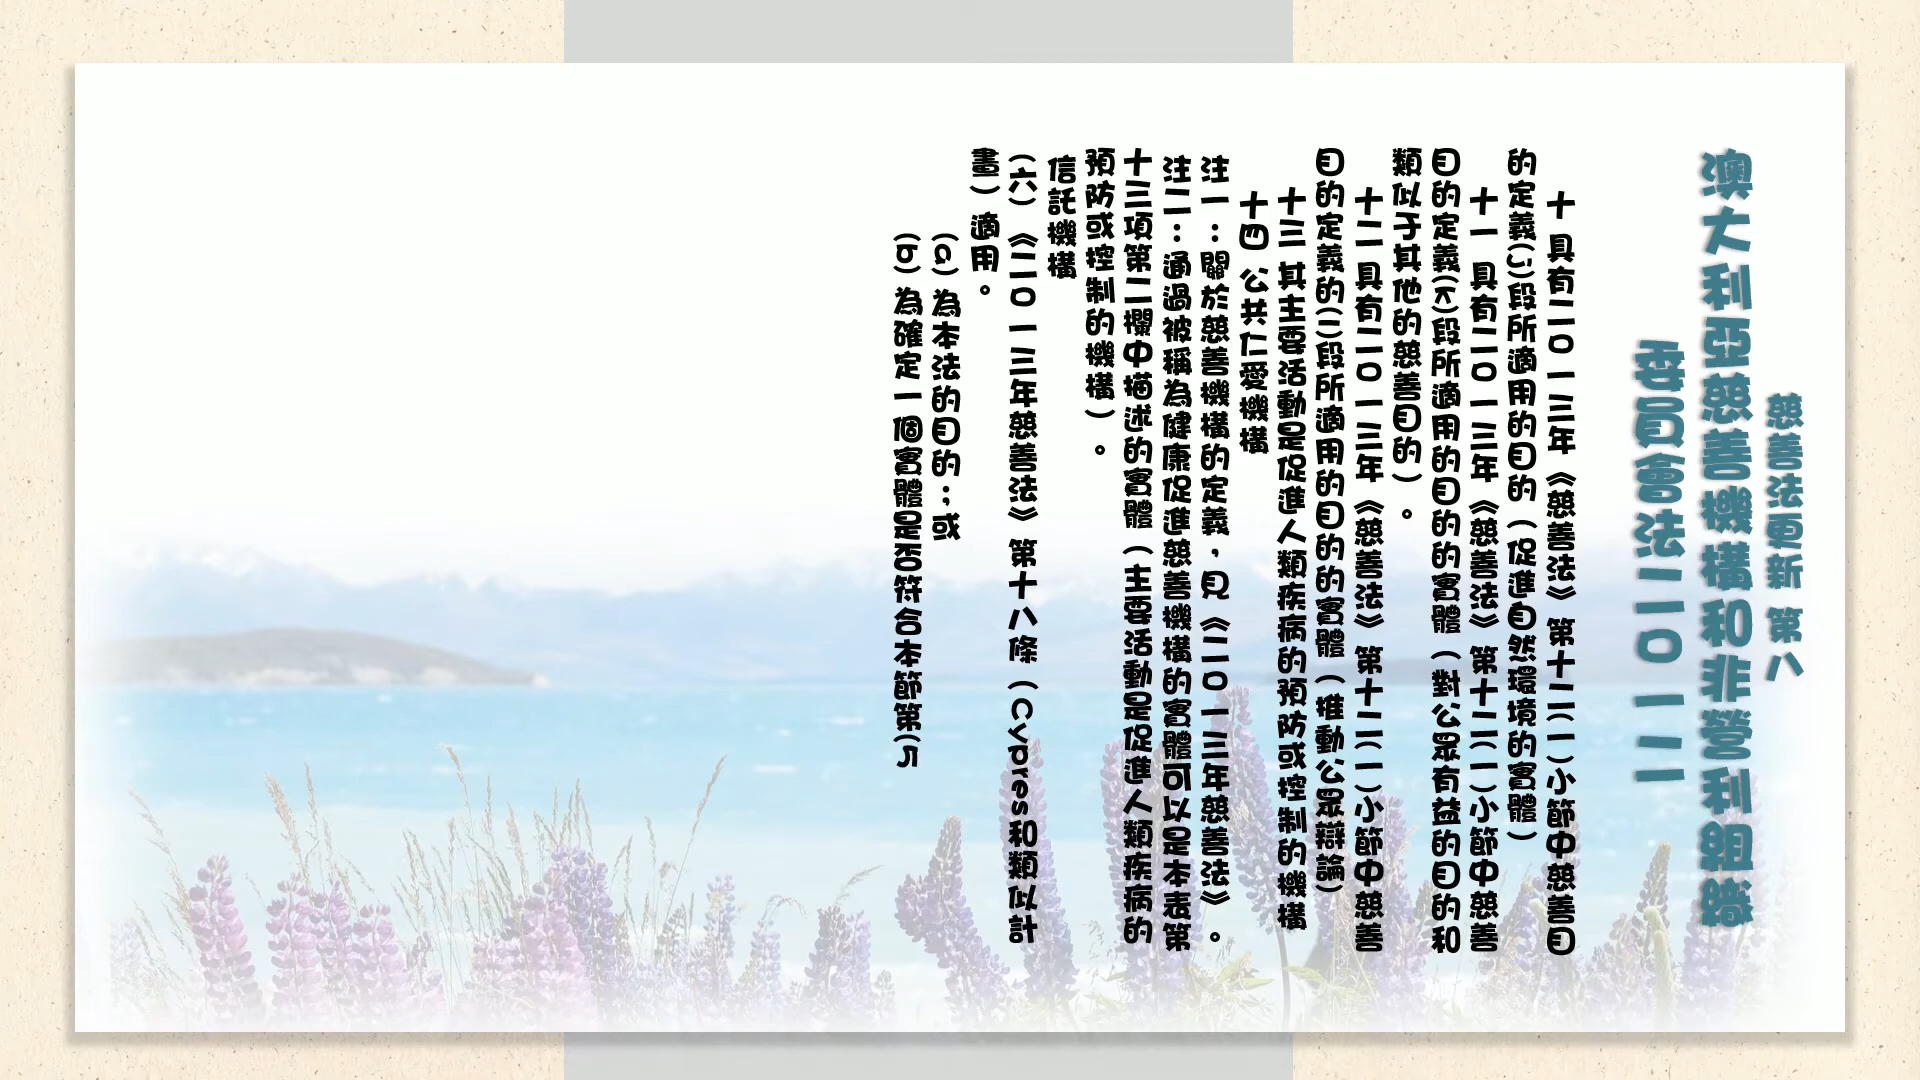 慈善法更新 第八
澳大利亞慈善機構和非營利組織
委員會法二〇一二
十 具有二〇一三年《慈善法》第十二(一)小節中慈善目
的定義(j)段所適用的目的（促進自然環境的實體）
十一 具有二〇一三年《慈善法》第十二(一)小節中慈善
目的定義(k)段所適用的目的的實體（對公眾有益的目的和
類似于其他的慈善目的）。
十二 具有二〇一三年《慈善法》第十二(一)小節中慈善
目的定義的(l)段所適用的目的的實體（推動公眾辯論）
十三 其主要活動是促進人類疾病的預防或控制的機構
十四 公共仁愛機構
注一：關於慈善機構的定義，見《二〇一三年慈善法》。
注二：通過被稱為健康促進慈善機構的實體可以是本表第
十三項第二欄中描述的實體（主要活動是促進人類疾病的
預防或控制的機構）。
信託機構
（六）《二〇一三年慈善法》第十八條（Cypres和類似計
畫）適用。
(a) 為本法的目的；或
(b) 為確定一個實體是否符合本節第(5